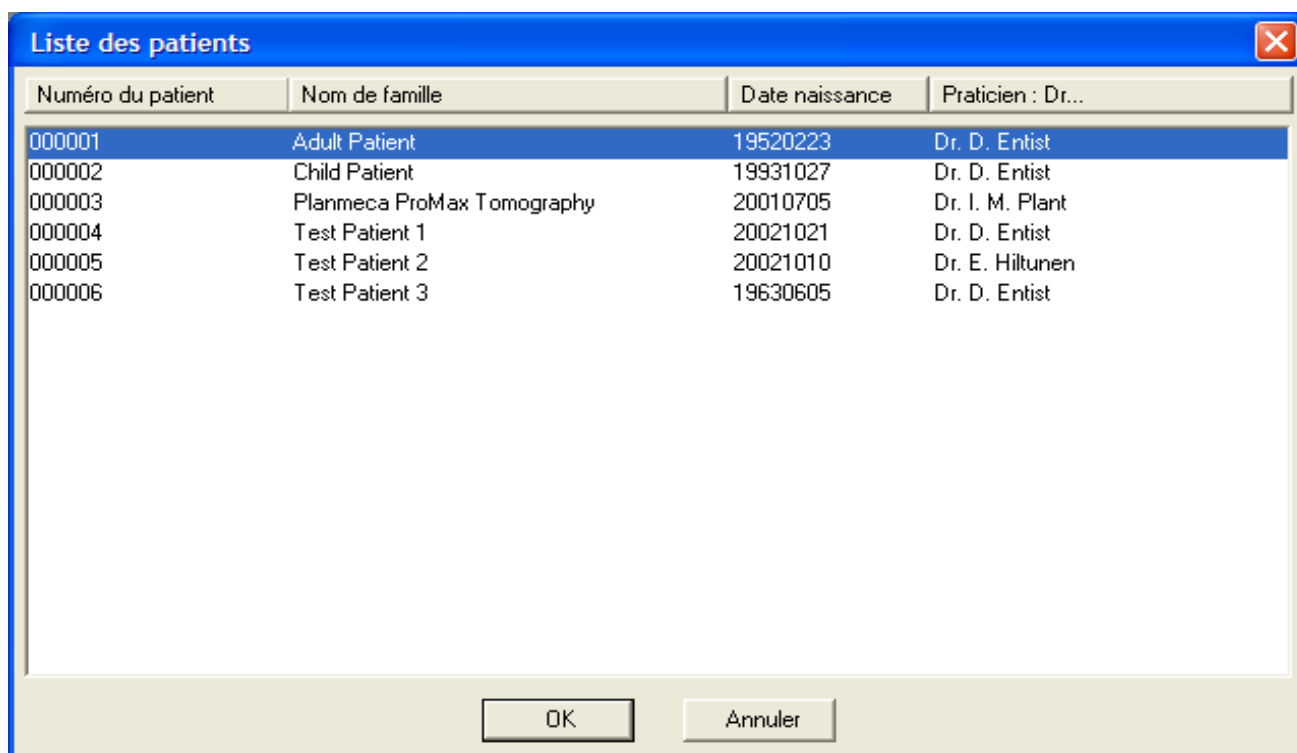 Liste des patients
Numéro du patient Nom de famille Date naissance Praticien : Dr...
000001 Adult Patient 19520223 Dr. D. Entist
000002 Child Patient 19931027 Dr. D. Entist
000003 Planmeca ProMax Tomography 20010705 Dr. I. M. Plant
000004 Test Patient 1 20021021 Dr. D. Entist
000005 Test Patient 2 20021010 Dr. E. Hiltunen
000006 Test Patient 3 19630605 Dr. D. Entist
OK Annuler